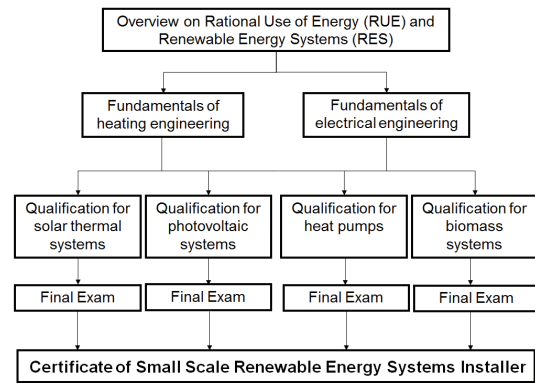 Overview on Rational Use of Energy (RUE) and
Renewable Energy Systems (RES)
Fundamentals of
heating engineering
Fundamentals of
electrical engineering
Qualification for
solar thermal
systems
Qualification for
photovoltaic
systems
Qualification for
heat pumps
Qualification for
biomass
systems
Final Exam
Final Exam
Final Exam
Final Exam
Certificate of Small Scale Renewable Energy Systems Installer